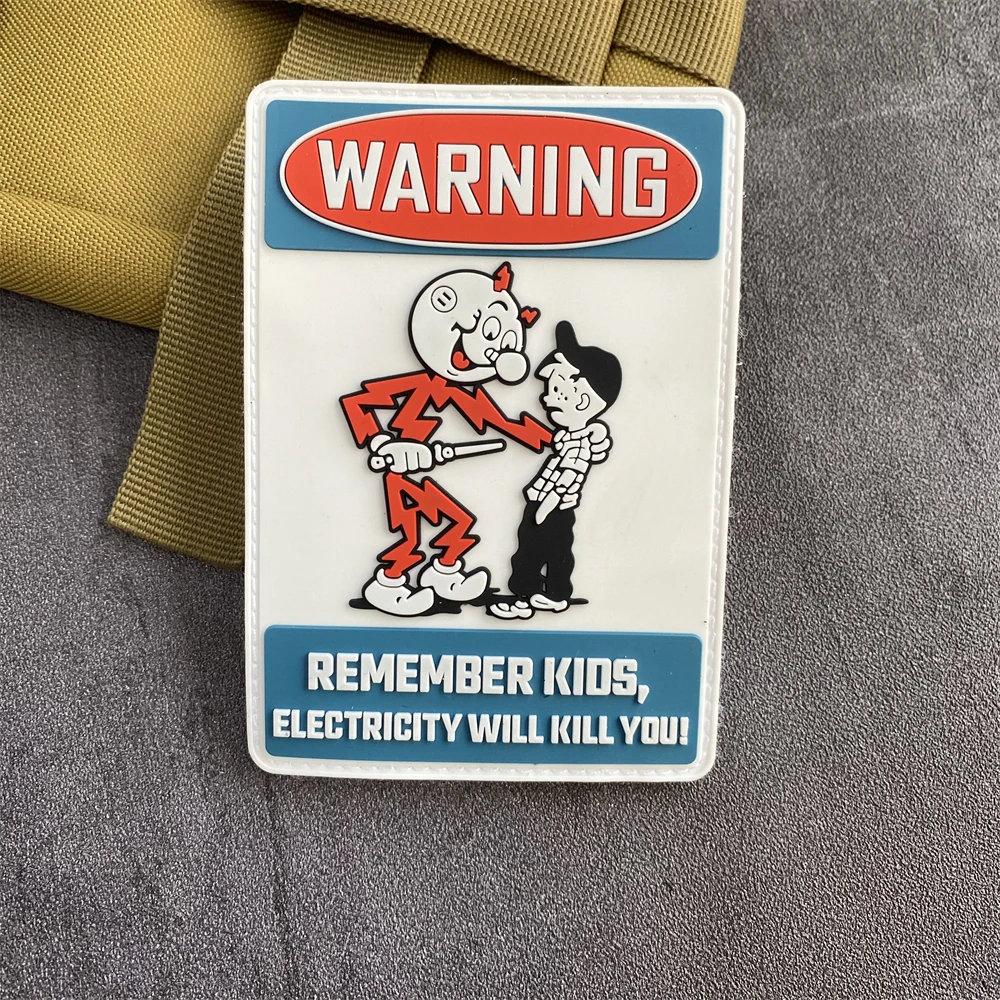 WARNING
REMEMBER KIDS,
ELECTRICITY WILL KILL YOU!